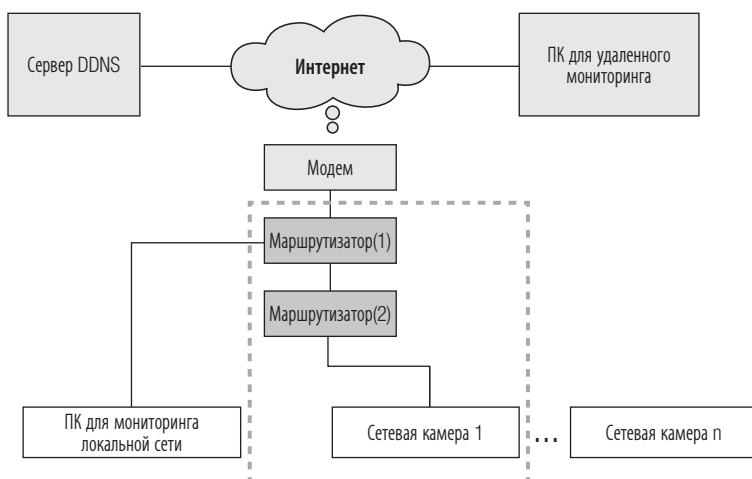 Сервер DDNS
Интернет
ПК для удаленного
мониторинга
Модем
Маршрутизатор(1)
Маршрутизатор(2)
ПК для мониторинга
локальной сети
Сетевая камера 1
...
Сетевая камера n